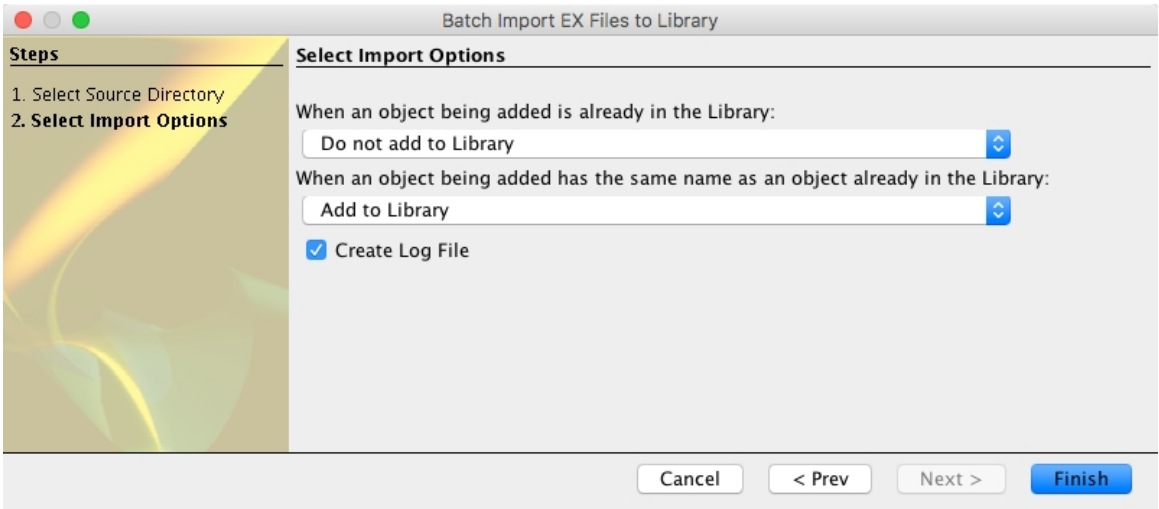 Batch Import EX Files to Library
Steps
1. Select Source Directory
2. Select Import Options
Select Import Options
When an object being added is already in the Library:
Do not add to Library
When an object being added has the same name as an object already in the Library:
Add to Library
Create Log File
Cancel
< Prev
Next >
Finish